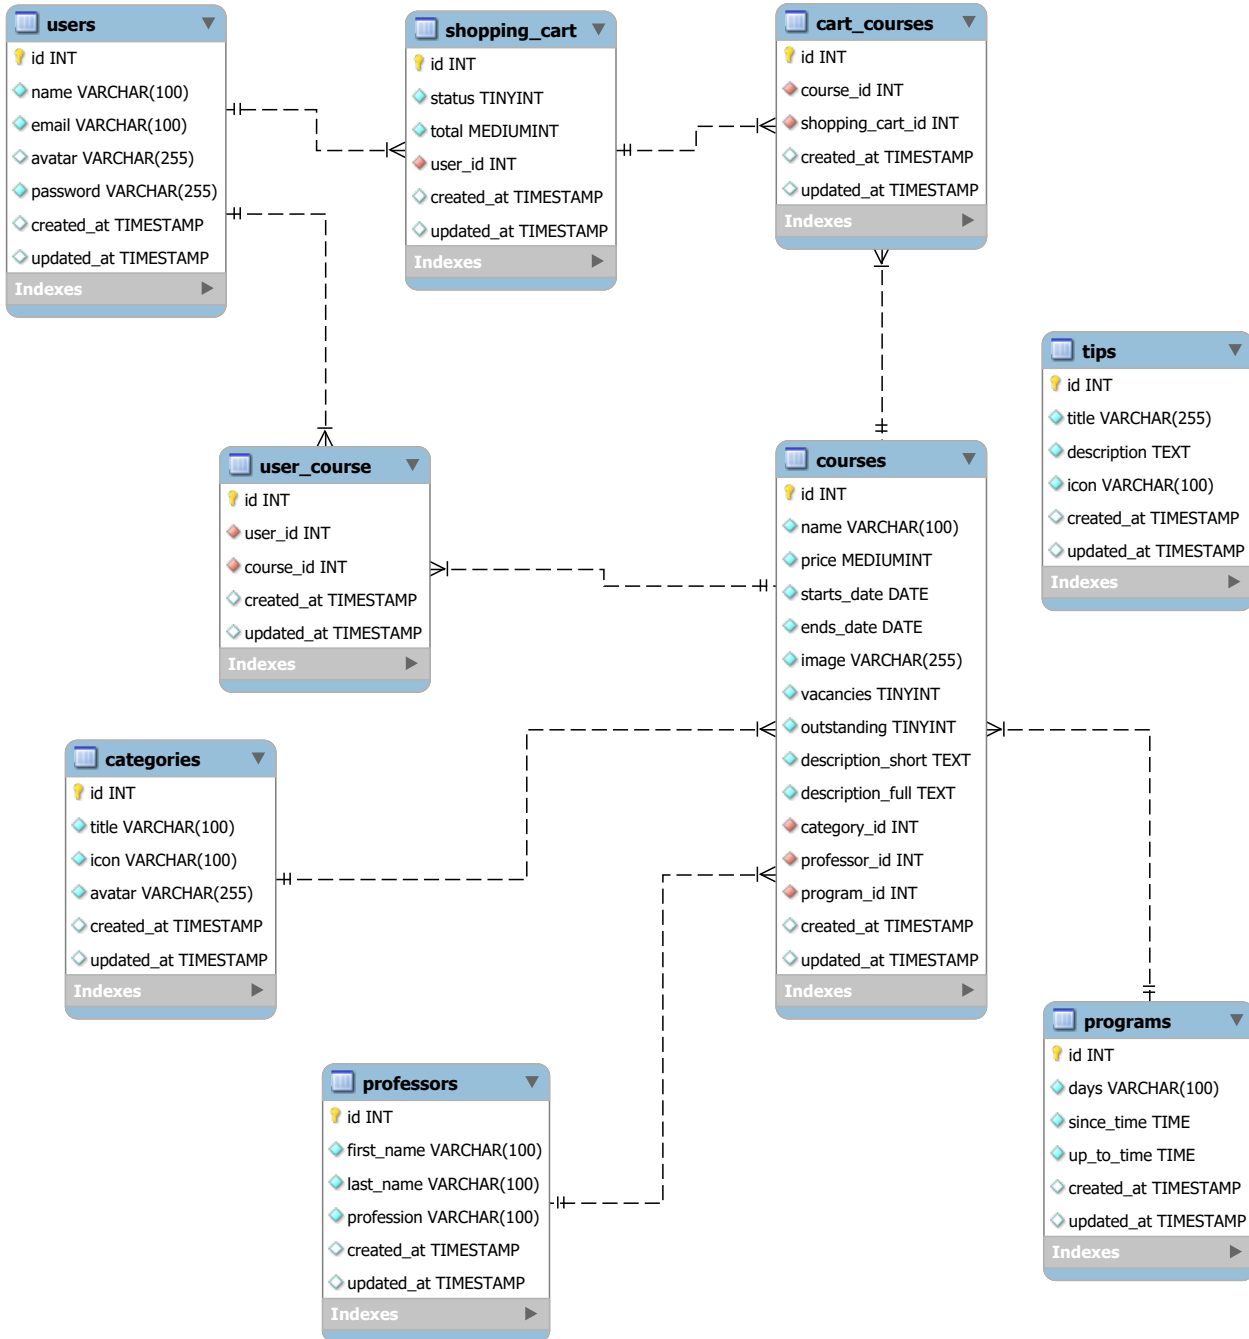 users
id INT
name VARCHAR(100)
email VARCHAR(100)
avatar VARCHAR(255)
password VARCHAR(255)
created_at TIMESTAMP
updated_at TIMESTAMP
Indexes
shopping_cart
id INT
status TINYINT
total MEDIUMINT
user_id INT
created_at TIMESTAMP
updated_at TIMESTAMP
Indexes
cart_courses
id INT
course_id INT
shopping_cart_id INT
created_at TIMESTAMP
updated_at TIMESTAMP
Indexes
tips
id INT
title VARCHAR(255)
description TEXT
icon VARCHAR(100)
created_at TIMESTAMP
updated_at TIMESTAMP
Indexes
user_course
id INT
user_id INT
course_id INT
created_at TIMESTAMP
updated_at TIMESTAMP
Indexes
courses
id INT
name VARCHAR(100)
price MEDIUMINT
starts_date DATE
ends_date DATE
image VARCHAR(255)
vacancies TINYINT
outstanding TINYINT
description_short TEXT
description_full TEXT
category_id INT
professor_id INT
program_id INT
created_at TIMESTAMP
updated_at TIMESTAMP
Indexes
categories
id INT
title VARCHAR(100)
icon VARCHAR(100)
avatar VARCHAR(255)
created_at TIMESTAMP
updated_at TIMESTAMP
Indexes
programs
id INT
days VARCHAR(100)
since_time TIME
up_to_time TIME
created_at TIMESTAMP
updated_at TIMESTAMP
Indexes
professors
id INT
first_name VARCHAR(100)
last_name VARCHAR(100)
profession VARCHAR(100)
created_at TIMESTAMP
updated_at TIMESTAMP
Indexes